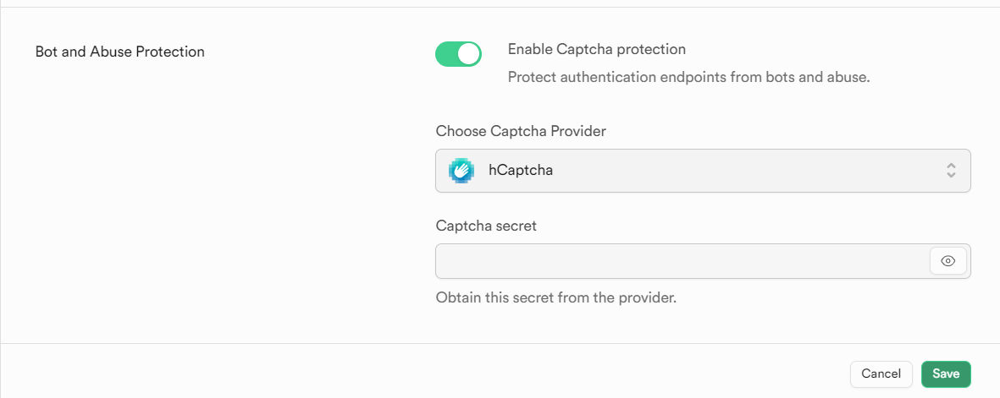 Bot and Abuse Protection
Enable Captcha protection
Protect authentication endpoints from bots and abuse.
Choose Captcha Provider
hCaptcha
Captcha secret
Obtain this secret from the provider.
Cancel
Save